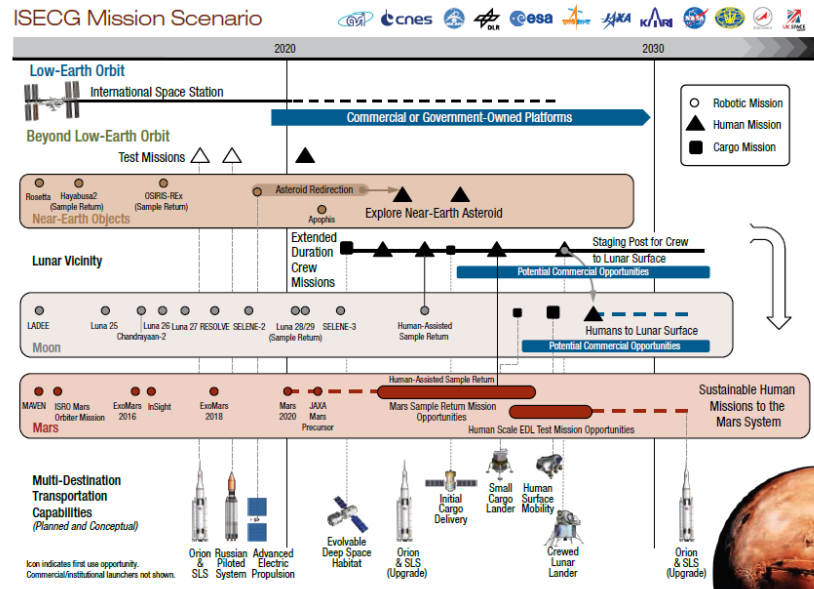 ISECG Mission Scenario
cnes
DLR
esa
JAXA
KARI
NASA
UK SPACE
2020
2030
Low-Earth Orbit
International Space Station
Commercial or Government-Owned Platforms
Robotic Mission
Human Mission
Cargo Mission
Beyond Low-Earth Orbit
Test Missions
Rosetta
Hayabusa2
(Sample Return)
OSIRIS-REx
(Sample Return)
Asteroid Redirection
Apophis
Explore Near-Earth Asteroid
Near-Earth Objects
Lunar Vicinity
Extended
Duration
Crew
Missions
Staging Post for Crew
to Lunar Surface
Potential Commercial Opportunities
LADEE
Luna 25
Chandrayaan-2
Luna 26
Luna 27
RESOLVE
SELENE-2
Luna 28/29
(Sample Return)
SELENE-3
Human-Assisted
Sample Return
Humans to Lunar Surface
Potential Commercial Opportunities
Moon
MAVEN
ISRO Mars
Orbiter Mission
ExoMars
2016
InSight
ExoMars
2018
Mars
2020
JAXA
Mars
Precursor
Human-Assisted Sample Return
Mars Sample Return Mission
Opportunities
Human Scale EDL Test Mission Opportunities
Sustainable Human
Missions to the
Mars System
Mars
Multi-Destination
Transportation
Capabilities
(Planned and Conceptual)
Orion
&
SLS
Russian
Piloted
System
Advanced
Electric
Propulsion
Evolvable
Deep Space
Habitat
Orion
&
SLS
(Upgrade)
Initial
Cargo
Delivery
Small
Cargo
Lander
Human
Surface
Mobility
Crewed
Lunar
Lander
Orion
&
SLS
(Upgrade)
Icon indicates first use opportunity.
Commercial/institutional launchers not shown.